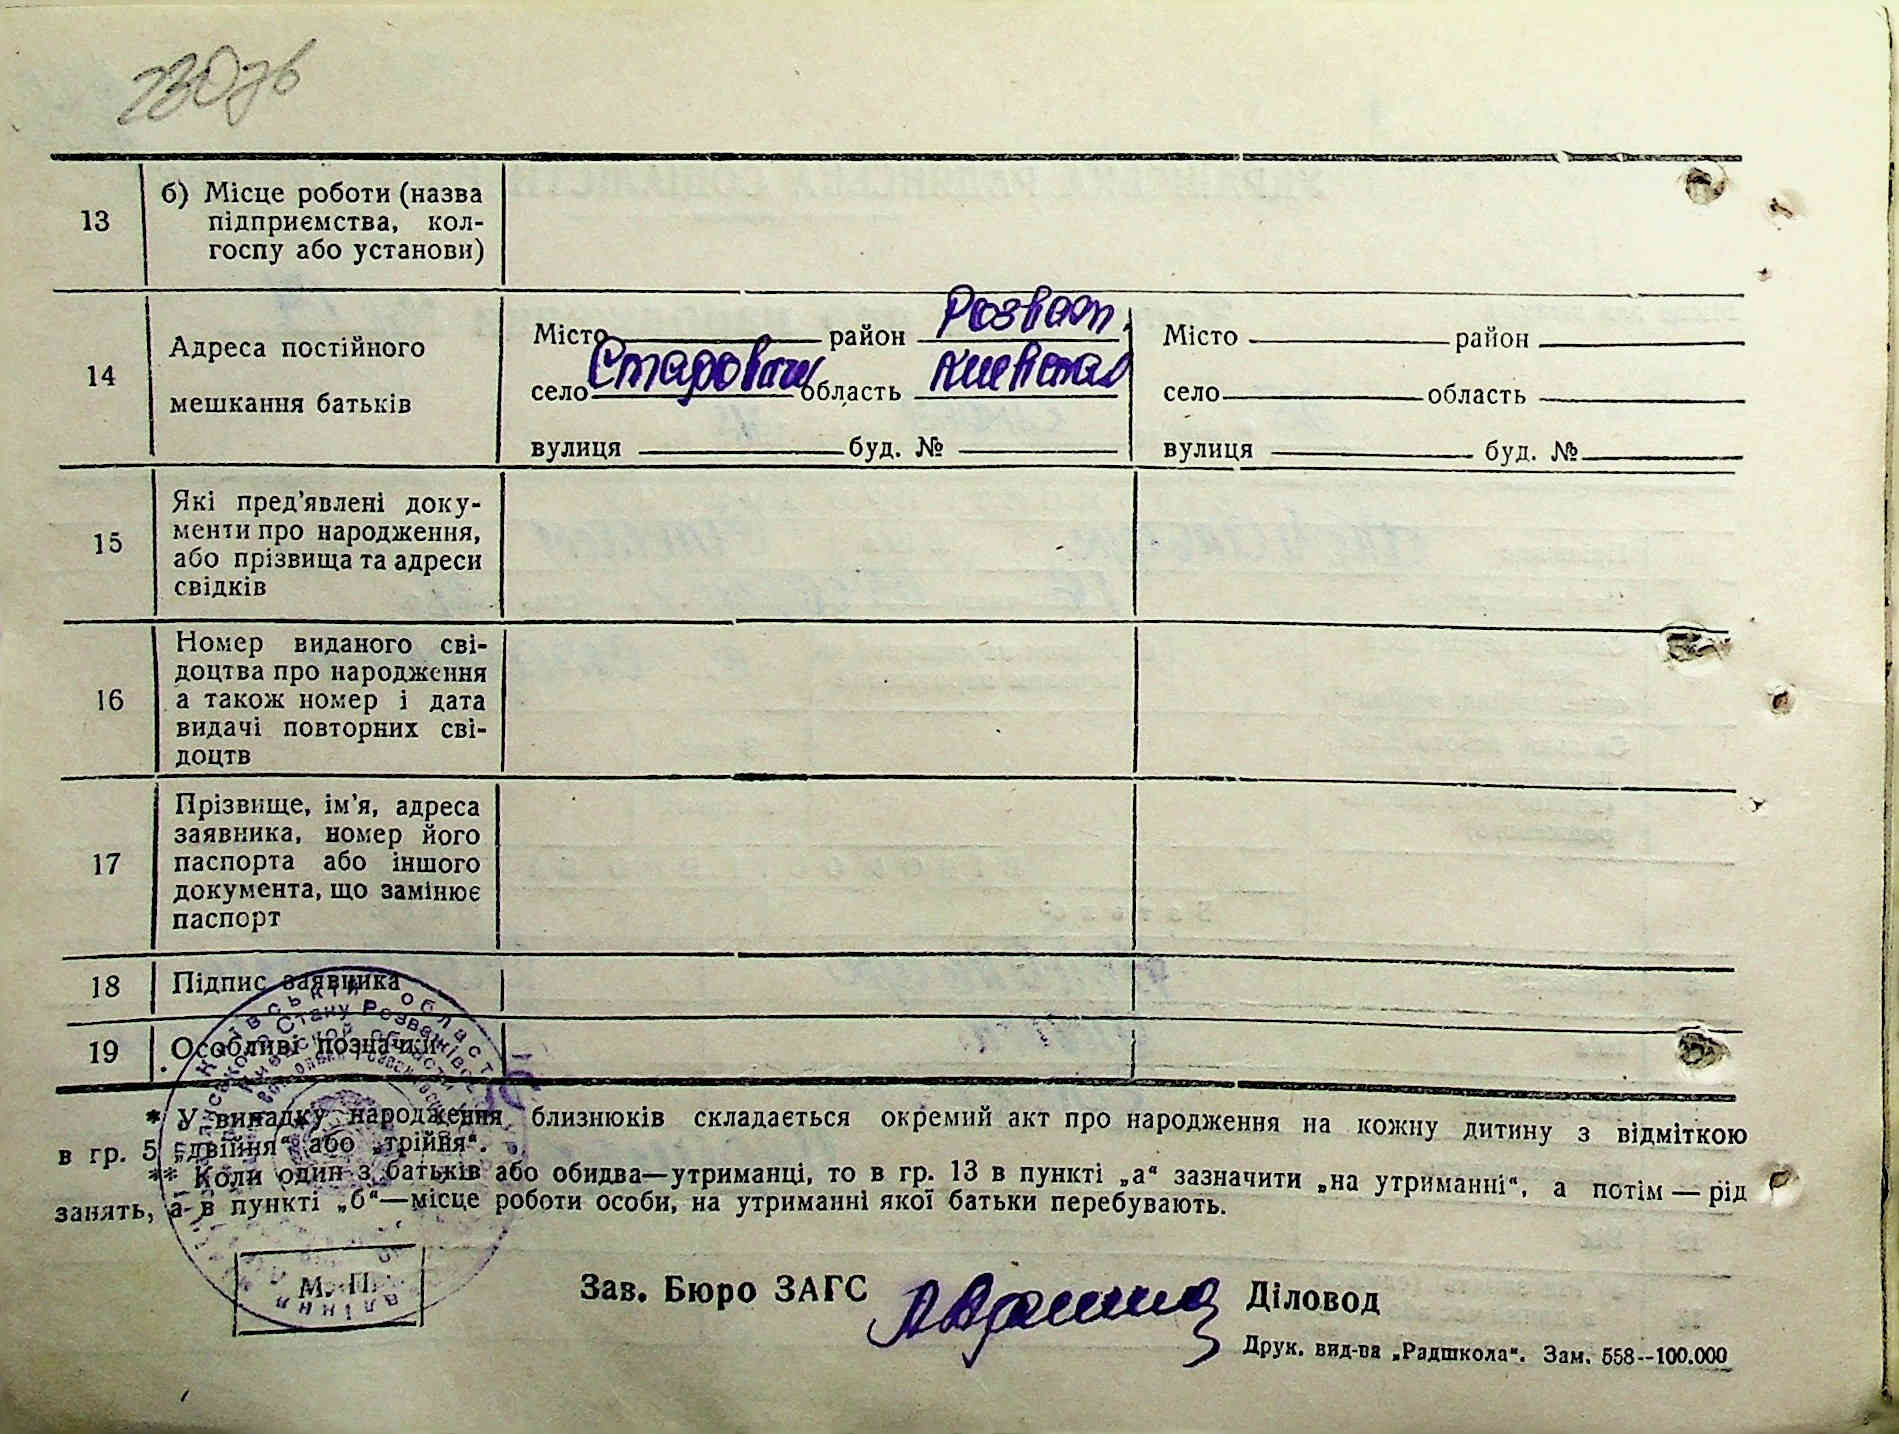 13
б) Місце роботи (назва
підприємства, кол-
госпу або установи)
14
Адреса постійного
мешкання батьків
Місто район Розваж.
село Старовичи область Киевская
вулиця буд. №
Місто район
село область
вулиця буд. №
15
Які пред’явлені доку-
менти про народження,
або прізвища та адреси
свідків
16
Номер виданого сві-
доцтва про народження
а також номер і дата
видачі повторних сві-
доцтв
17
Прізвище, ім’я, адреса
заявника, номер його
паспорта або іншого
документа, що замінює
паспорт
18
Підпис заявника
19
Особливі позначки
* У випадку народження близнюків складається окремий акт про народження на кожну дитину з відміткою
в гр. 5 „двійня“ або „трійня“.
** Коли один з батьків або обидва—утриманці, то в гр. 13 в пункті „а“ зазначити „на утриманні“, а потім — рід
занять, а в пункті „б“—місце роботи особи, на утриманні якої батьки перебувають.
М. П.
Зав. Бюро ЗАГС
Діловод
Друк. вид-ва „Радшкола“. Зам. 558--100.000